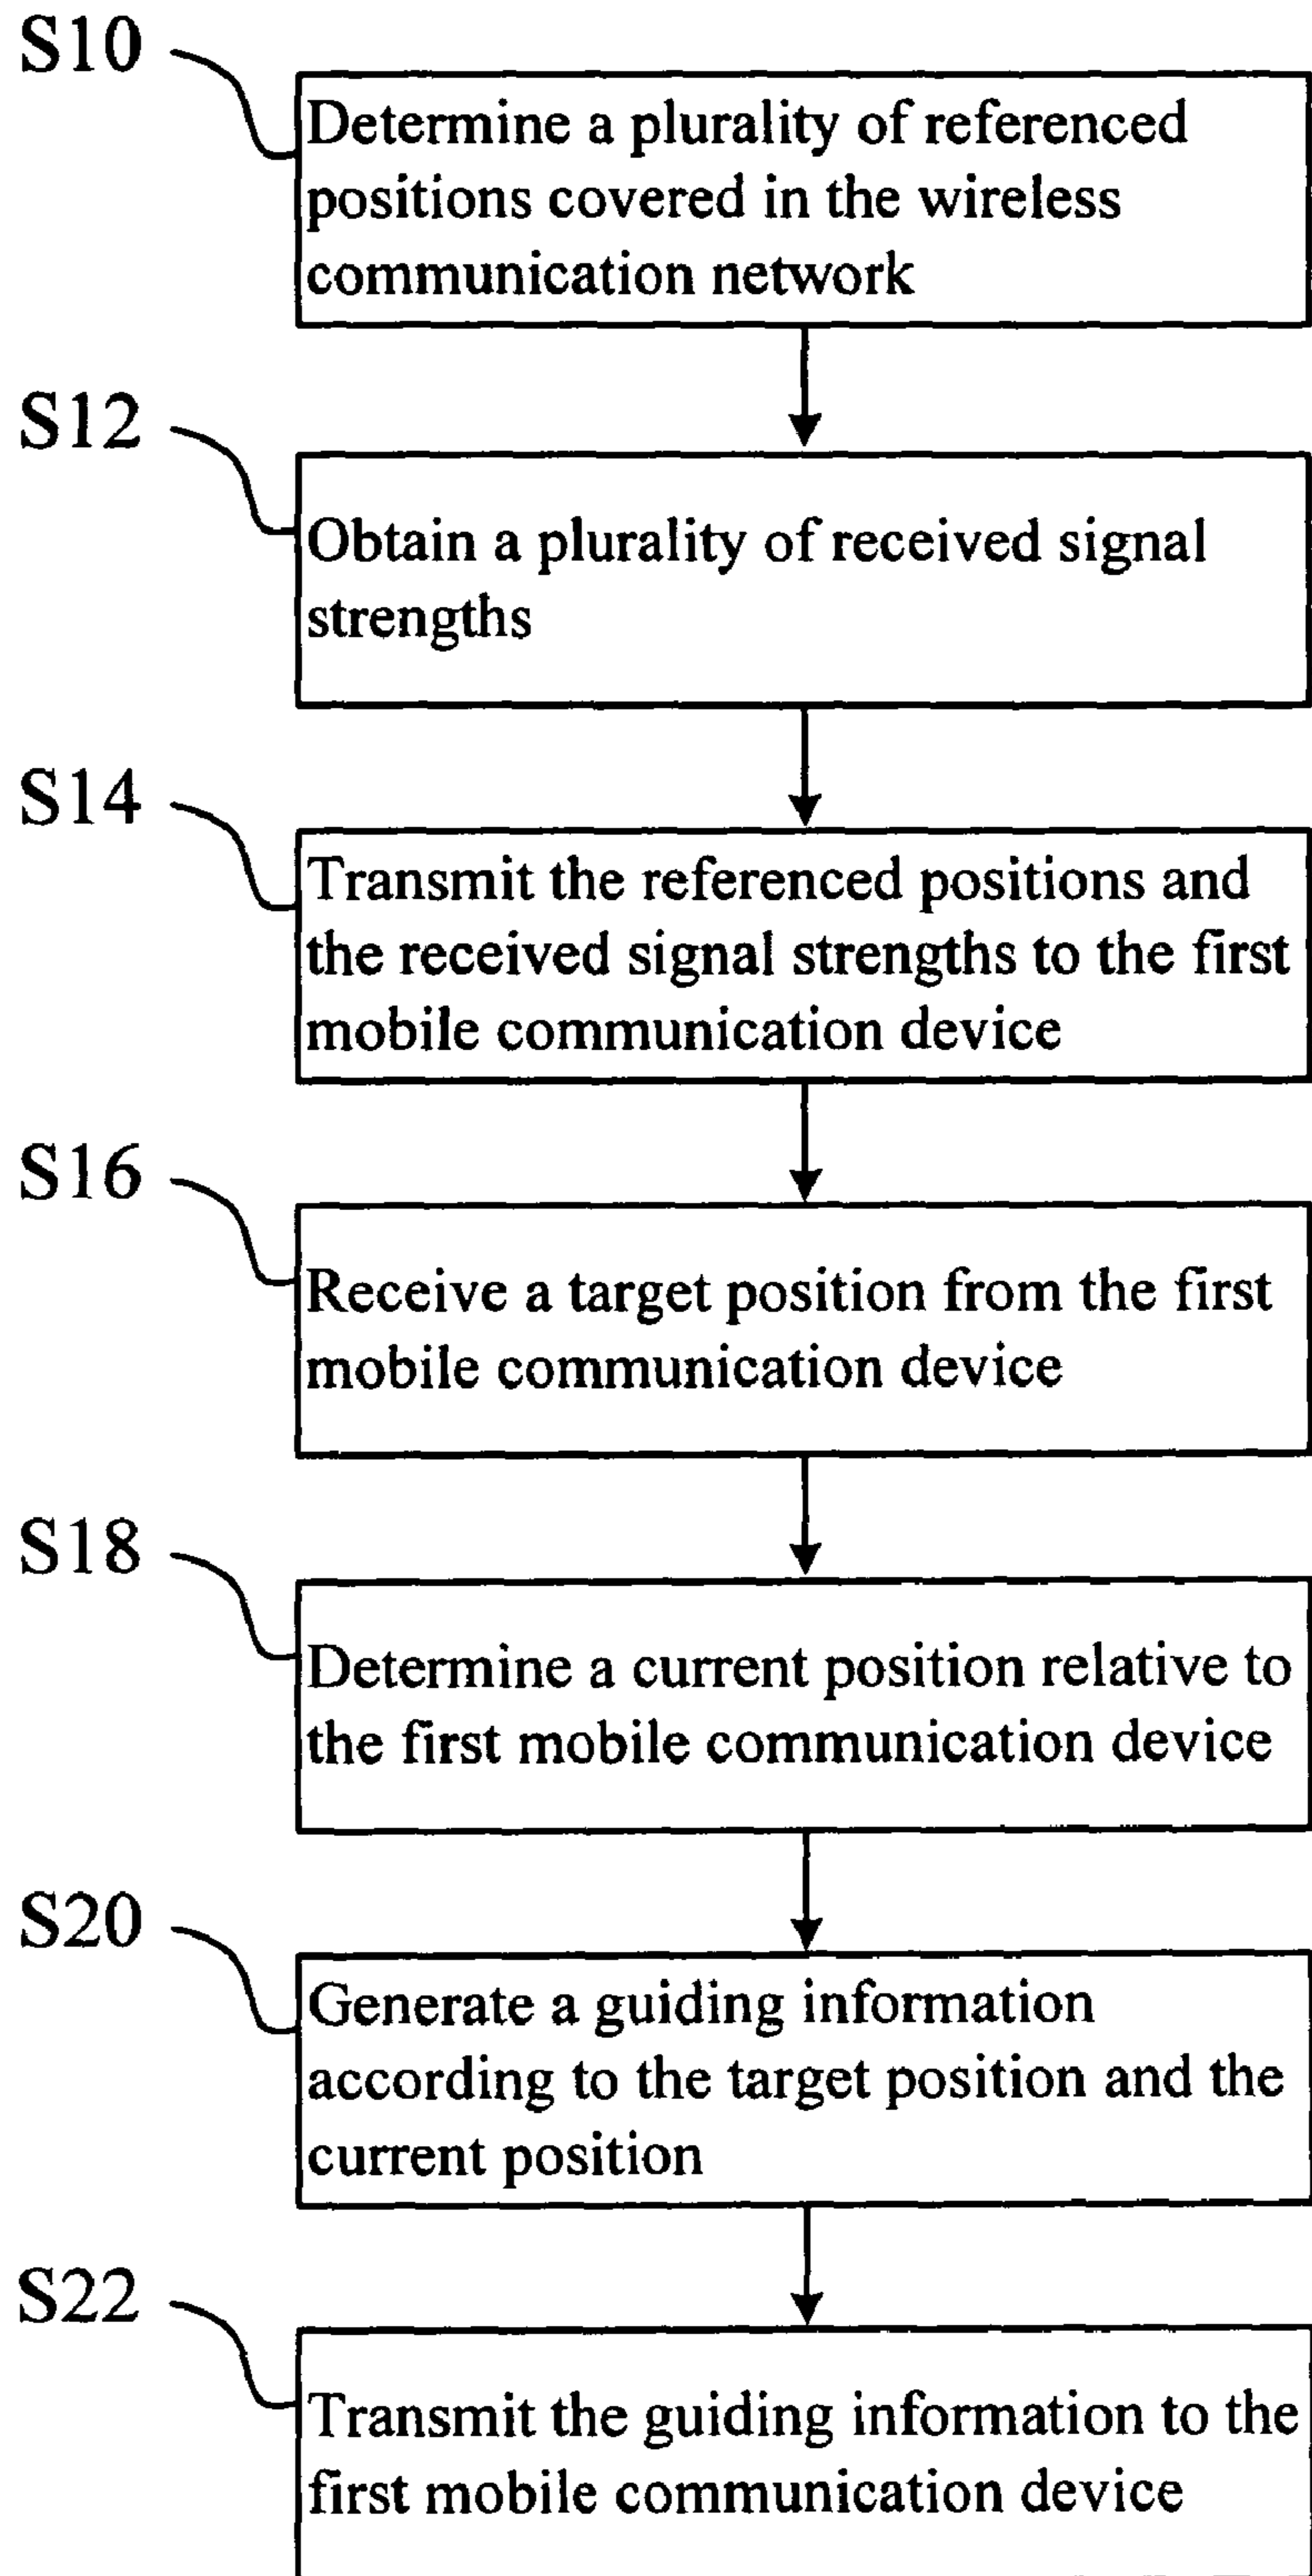 S10
Determine a plurality of referenced
positions covered in the wireless
communication network
S12
Obtain a plurality of received signal
strengths
S14
Transmit the referenced positions and
the received signal strengths to the first
mobile communication device
S16
Receive a target position from the first
mobile communication device
S18
Determine a current position relative to
the first mobile communication device
S20
Generate a guiding information
according to the target position and the
current position
S22
Transmit the guiding information to the
first mobile communication device